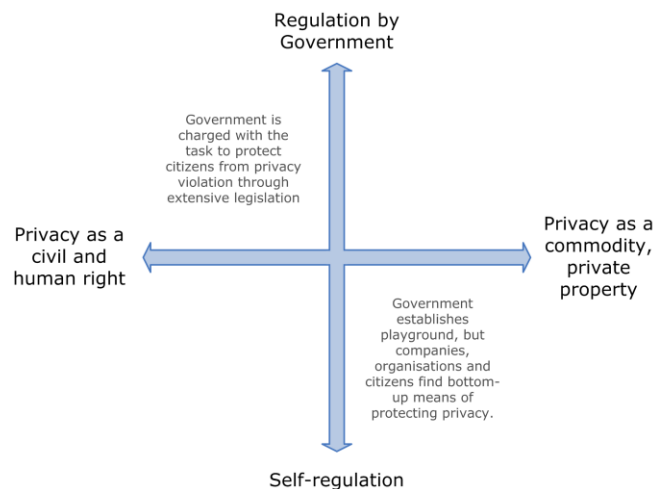 Regulation by
Government
Government is
charged with the
task to protect
citizens from privacy
violation through
extensive legislation
Privacy as a
civil and
human right
Privacy as a
commodity,
private
property
Government
establishes
playground, but
companies,
organisations and
citizens find bottom-
up means of
protecting privacy.
Self-regulation